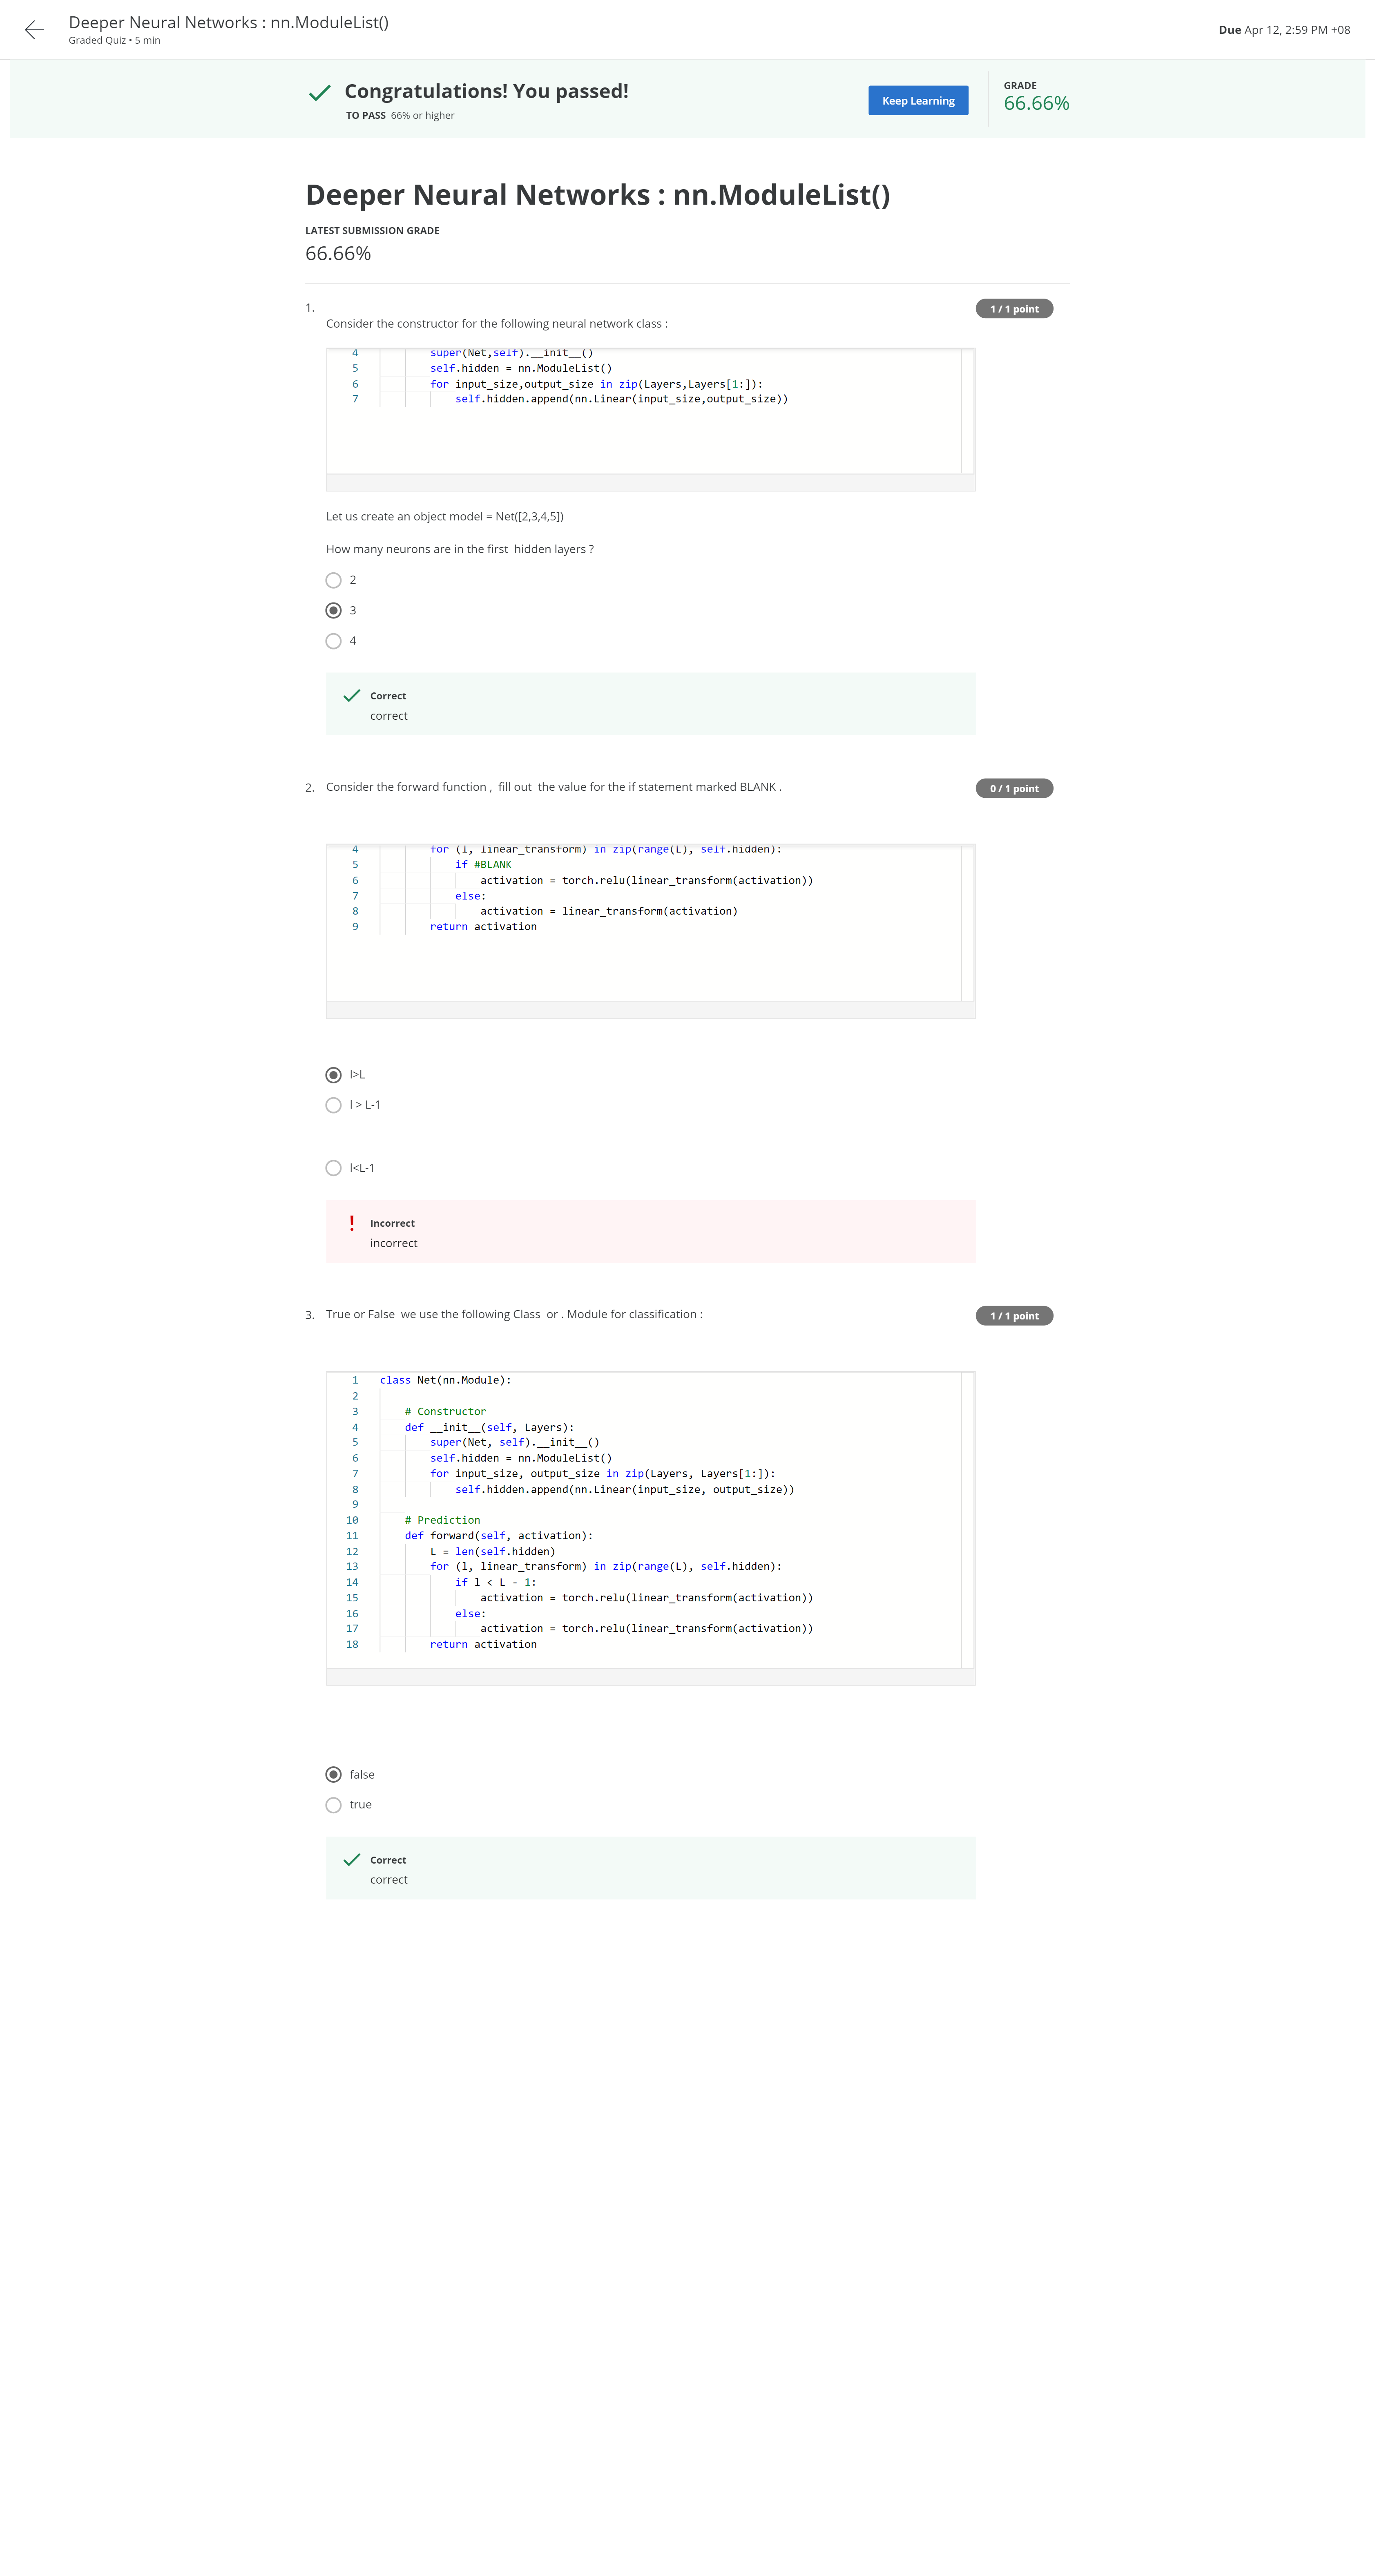 Deeper Neural Networks : nn.ModuleList()
Graded Quiz • 5 min
Due Apr 12, 2:59 PM +08
Congratulations! You passed!
TO PASS 66% or higher
Keep Learning
GRADE
66.66%
Deeper Neural Networks : nn.ModuleList()
LATEST SUBMISSION GRADE
66.66%
1.
1 / 1 point
Consider the constructor for the following neural network class :
4 super(Net,self).__init__()
5 self.hidden = nn.ModuleList()
6 for input_size,output_size in zip(Layers,Layers[1:]):
7 self.hidden.append(nn.Linear(input_size,output_size))
Let us create an object model = Net([2,3,4,5])
How many neurons are in the first hidden layers ?
2
3
4
Correct
correct
2. Consider the forward function , fill out the value for the if statement marked BLANK .
0 / 1 point
4 for (l, linear_transform) in zip(range(L), self.hidden):
5 if #BLANK
6 activation = torch.relu(linear_transform(activation))
7 else:
8 activation = linear_transform(activation)
9 return activation
l>L
l > L-1
l<L-1
! Incorrect
incorrect
3. True or False we use the following Class or . Module for classification :
1 / 1 point
1 class Net(nn.Module):
2
3 # Constructor
4 def __init__(self, Layers):
5 super(Net, self).__init__()
6 self.hidden = nn.ModuleList()
7 for input_size, output_size in zip(Layers, Layers[1:]):
8 self.hidden.append(nn.Linear(input_size, output_size))
9
10 # Prediction
11 def forward(self, activation):
12 L = len(self.hidden)
13 for (l, linear_transform) in zip(range(L), self.hidden):
14 if l < L - 1:
15 activation = torch.relu(linear_transform(activation))
16 else:
17 activation = torch.relu(linear_transform(activation))
18 return activation
false
true
Correct
correct